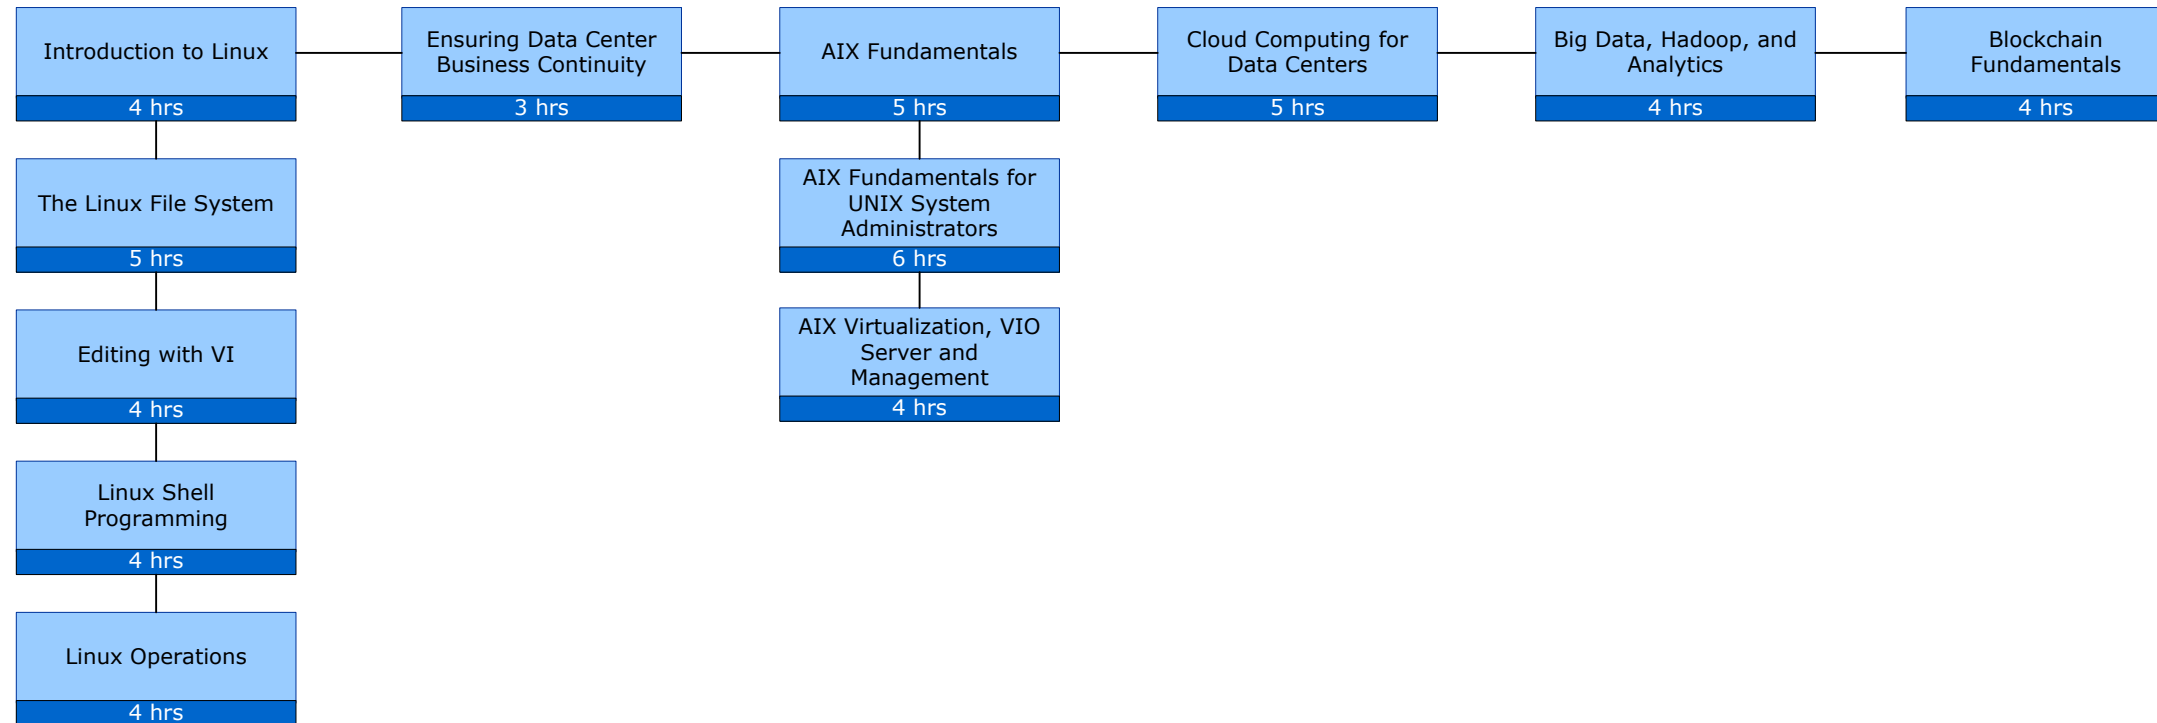 Introduction to Linux
4 hrs
Ensuring Data Center
Business Continuity
3 hrs
AIX Fundamentals
5 hrs
Cloud Computing for
Data Centers
5 hrs
Big Data, Hadoop, and
Analytics
4 hrs
Blockchain
Fundamentals
4 hrs
The Linux File System
5 hrs
AIX Fundamentals for
UNIX System
Administrators
6 hrs
Editing with VI
4 hrs
AIX Virtualization, VIO
Server and
Management
4 hrs
Linux Shell
Programming
4 hrs
Linux Operations
4 hrs